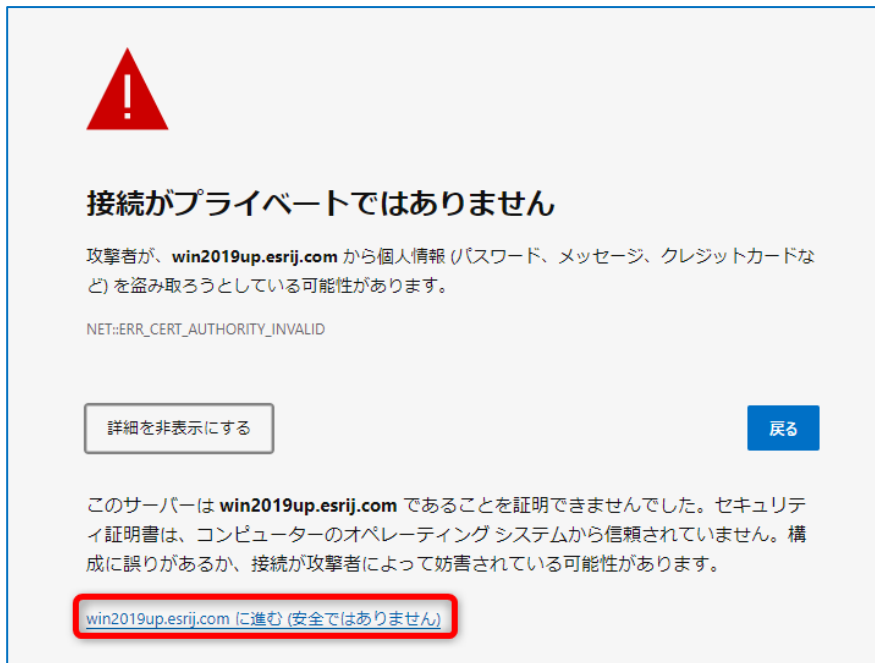 接続がプライベートではありません
攻撃者が、win2019up.esrij.com から個人情報 (パスワード、メッセージ、クレジットカードな
ど) を盗み取ろうとしている可能性があります。
NET::ERR_CERT_AUTHORITY_INVALID
詳細を非表示にする
戻る
このサーバーは win2019up.esrij.com であることを証明できませんでした。セキュリテ
ィ証明書は、コンピューターのオペレーティング システムから信頼されていません。構
成に誤りがあるか、接続が攻撃者によって妨害されている可能性があります。
win2019up.esrij.com に進む (安全ではありません)